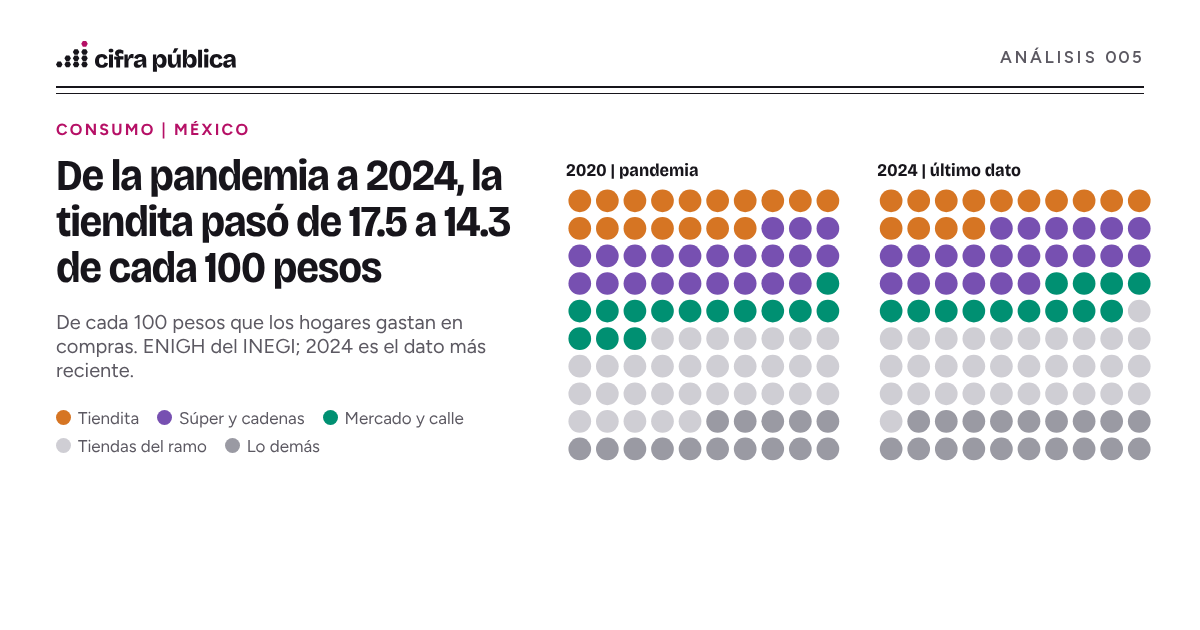 cifra pública
ANÁLISIS 005
CONSUMO | MÉXICO
De la pandemia a 2024, la
tiendita pasó de 17.5 a 14.3
de cada 100 pesos
De cada 100 pesos que los hogares gastan en
compras. ENIGH del INEGI; 2024 es el dato más
reciente.
Tiendita Súper y cadenas Mercado y calle
Tiendas del ramo Lo demás
2020 | pandemia
2024 | último dato